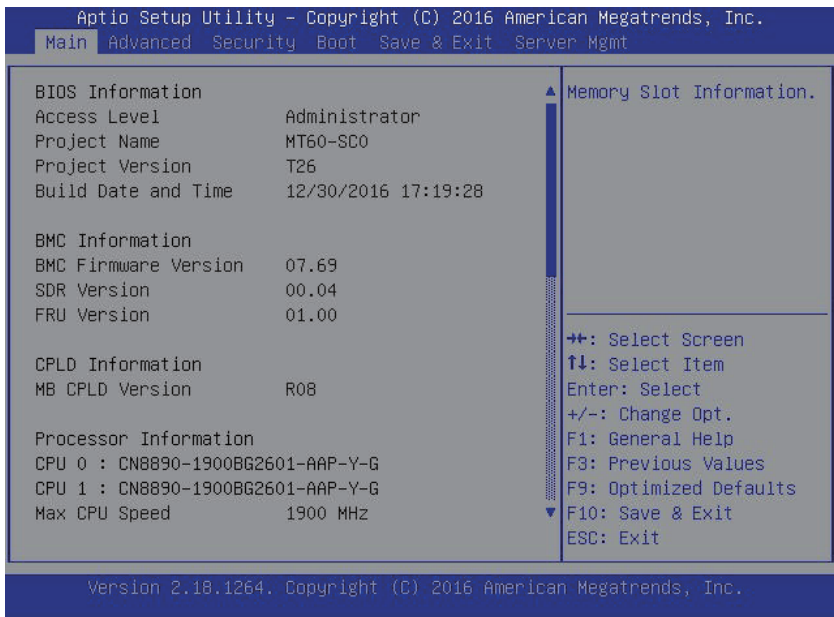 Aptio Setup Utility – Copyright (C) 2016 American Megatrends, Inc.
Main Advanced Security Boot Save & Exit Server Mgmt
BIOS Information
Access Level Administrator
Project Name MT60-SC0
Project Version T26
Build Date and Time 12/30/2016 17:19:28
BMC Information
BMC Firmware Version 07.69
SDR Version 00.04
FRU Version 01.00
CPLD Information
MB CPLD Version R08
Processor Information
CPU 0 : CN8890-1900BG2601-AAP-Y-G
CPU 1 : CN8890-1900BG2601-AAP-Y-G
Max CPU Speed 1900 MHz
Memory Slot Information.
→←: Select Screen
↑↓: Select Item
Enter: Select
+/-: Change Opt.
F1: General Help
F3: Previous Values
F9: Optimized Defaults
F10: Save & Exit
ESC: Exit
Version 2.18.1264. Copyright (C) 2016 American Megatrends, Inc.